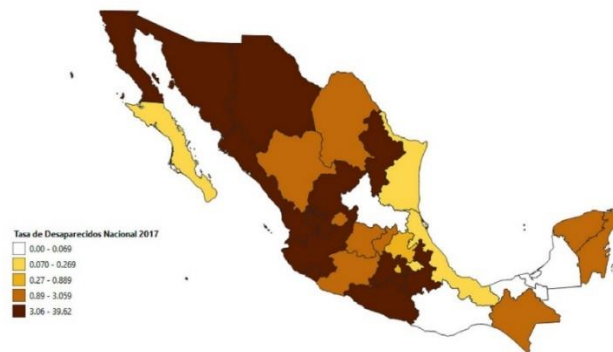 Tasa de Desaparecidos Nacional 2017
0.00 - 0.069
0.070 - 0.269
0.27 - 0.889
0.89 - 3.059
3.06 - 39.62